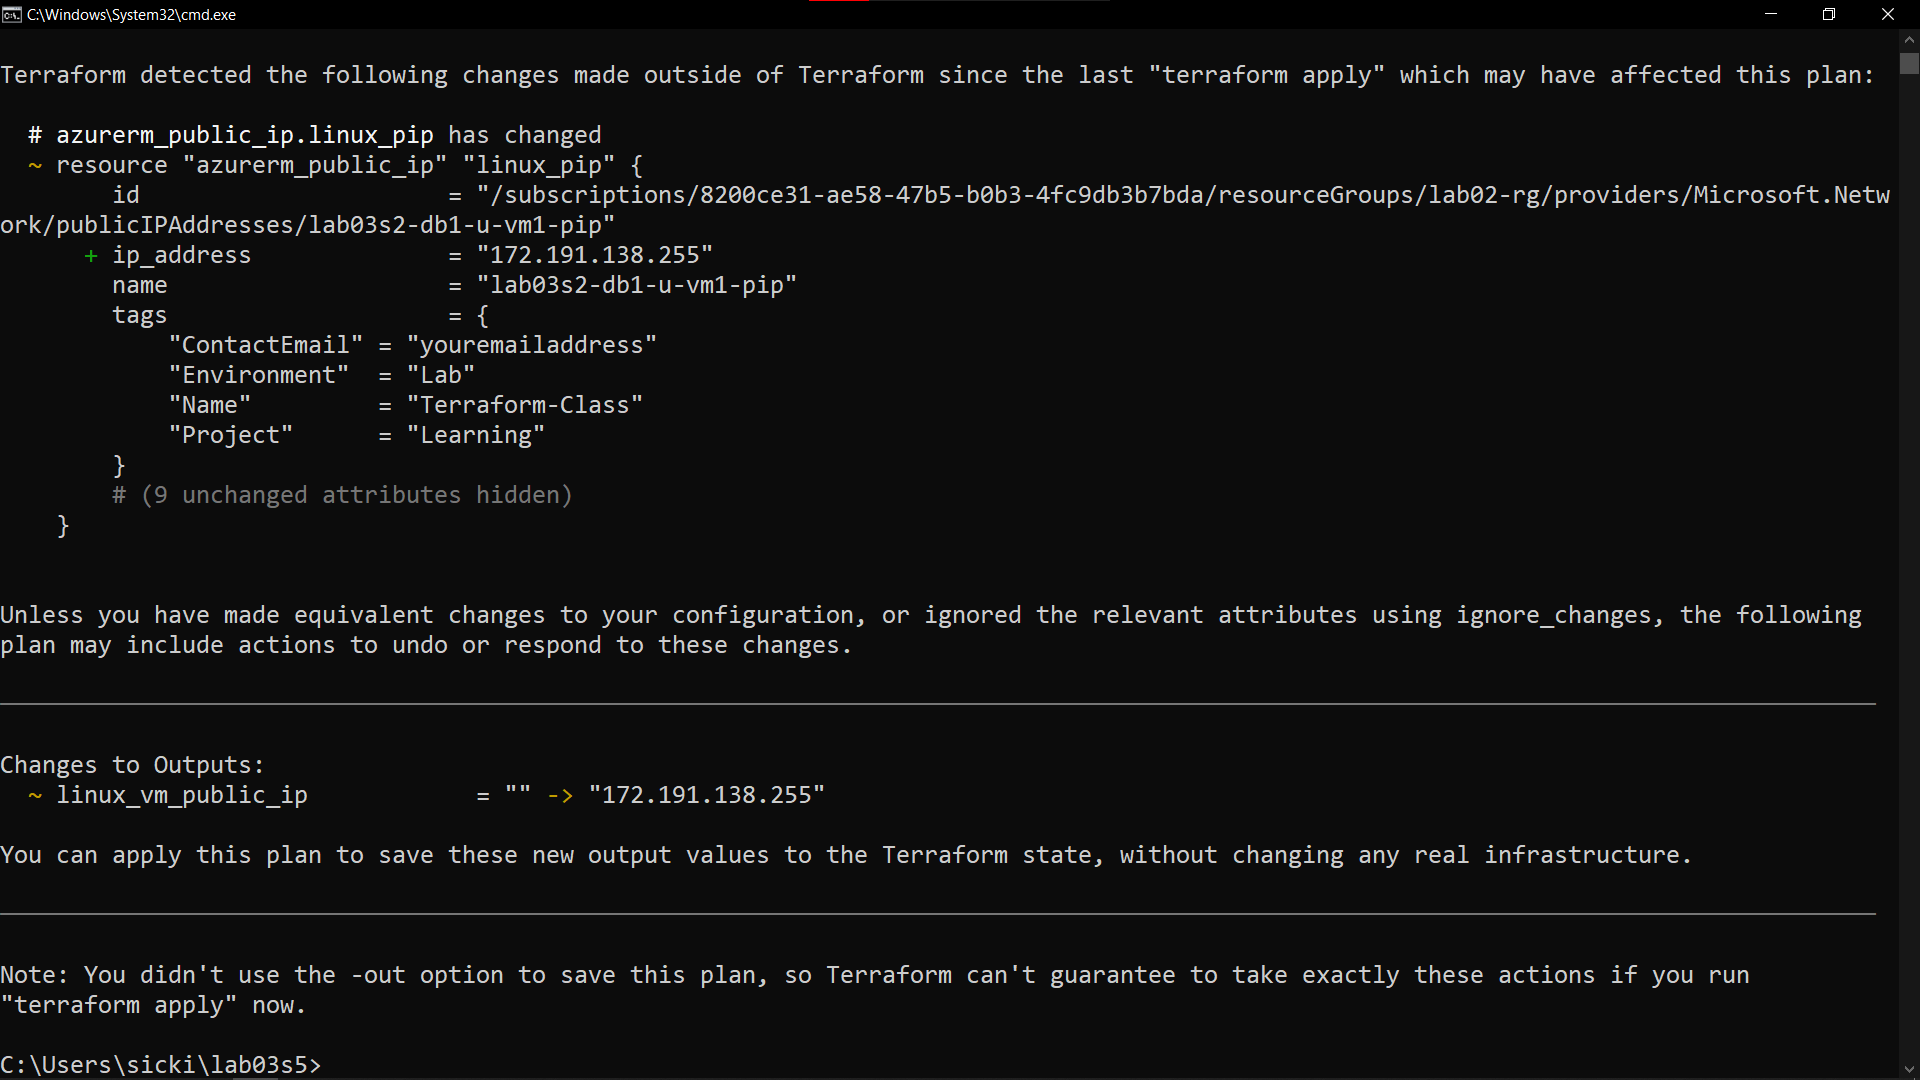 C:\Windows\System32\cmd.exe
Terraform detected the following changes made outside of Terraform since the last "terraform apply" which may have affected this plan:
# azurerm_public_ip.linux_pip has changed
~ resource "azurerm_public_ip" "linux_pip" {
id = "/subscriptions/8200ce31-ae58-47b5-b0b3-4fc9db3b7bda/resourceGroups/lab02-rg/providers/Microsoft.Netw
ork/publicIPAddresses/lab03s2-db1-u-vm1-pip"
+ ip_address = "172.191.138.255"
name = "lab03s2-db1-u-vm1-pip"
tags = {
"ContactEmail" = "youremailaddress"
"Environment" = "Lab"
"Name" = "Terraform-Class"
"Project" = "Learning"
}
# (9 unchanged attributes hidden)
}
Unless you have made equivalent changes to your configuration, or ignored the relevant attributes using ignore_changes, the following
plan may include actions to undo or respond to these changes.
Changes to Outputs:
~ linux_vm_public_ip = "" -> "172.191.138.255"
You can apply this plan to save these new output values to the Terraform state, without changing any real infrastructure.
Note: You didn't use the -out option to save this plan, so Terraform can't guarantee to take exactly these actions if you run
"terraform apply" now.
C:\Users\sicki\lab03s5>